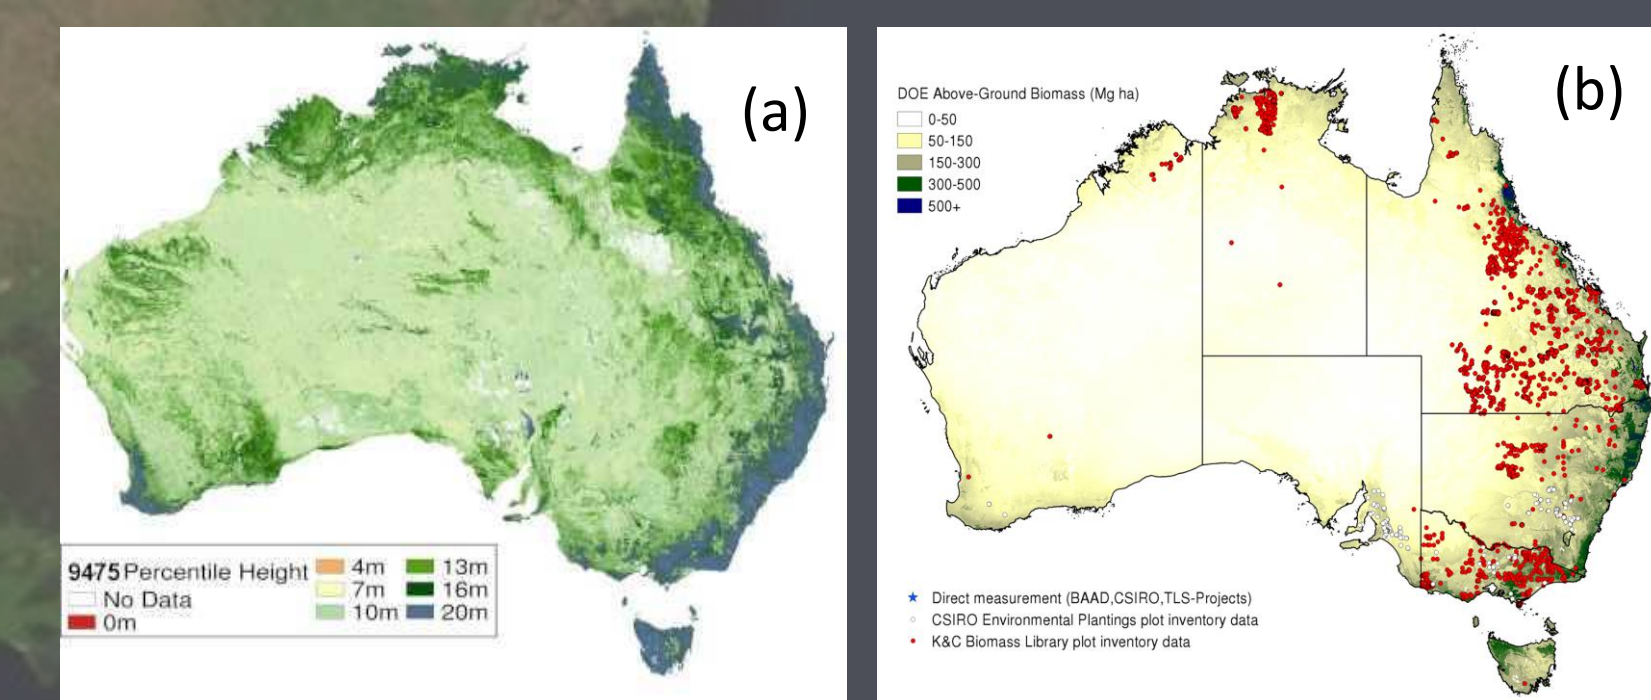 (a)
9475 Percentile Height
No Data
0m
4m
7m
10m
13m
16m
20m
(b)
DOE Above-Ground Biomass (Mg ha)
0-50
50-150
150-300
300-500
500+
Direct measurement (BAAD,CSIRO,TLS-Projects)
CSIRO Environmental Plantings plot inventory data
K&C Biomass Library plot inventory data